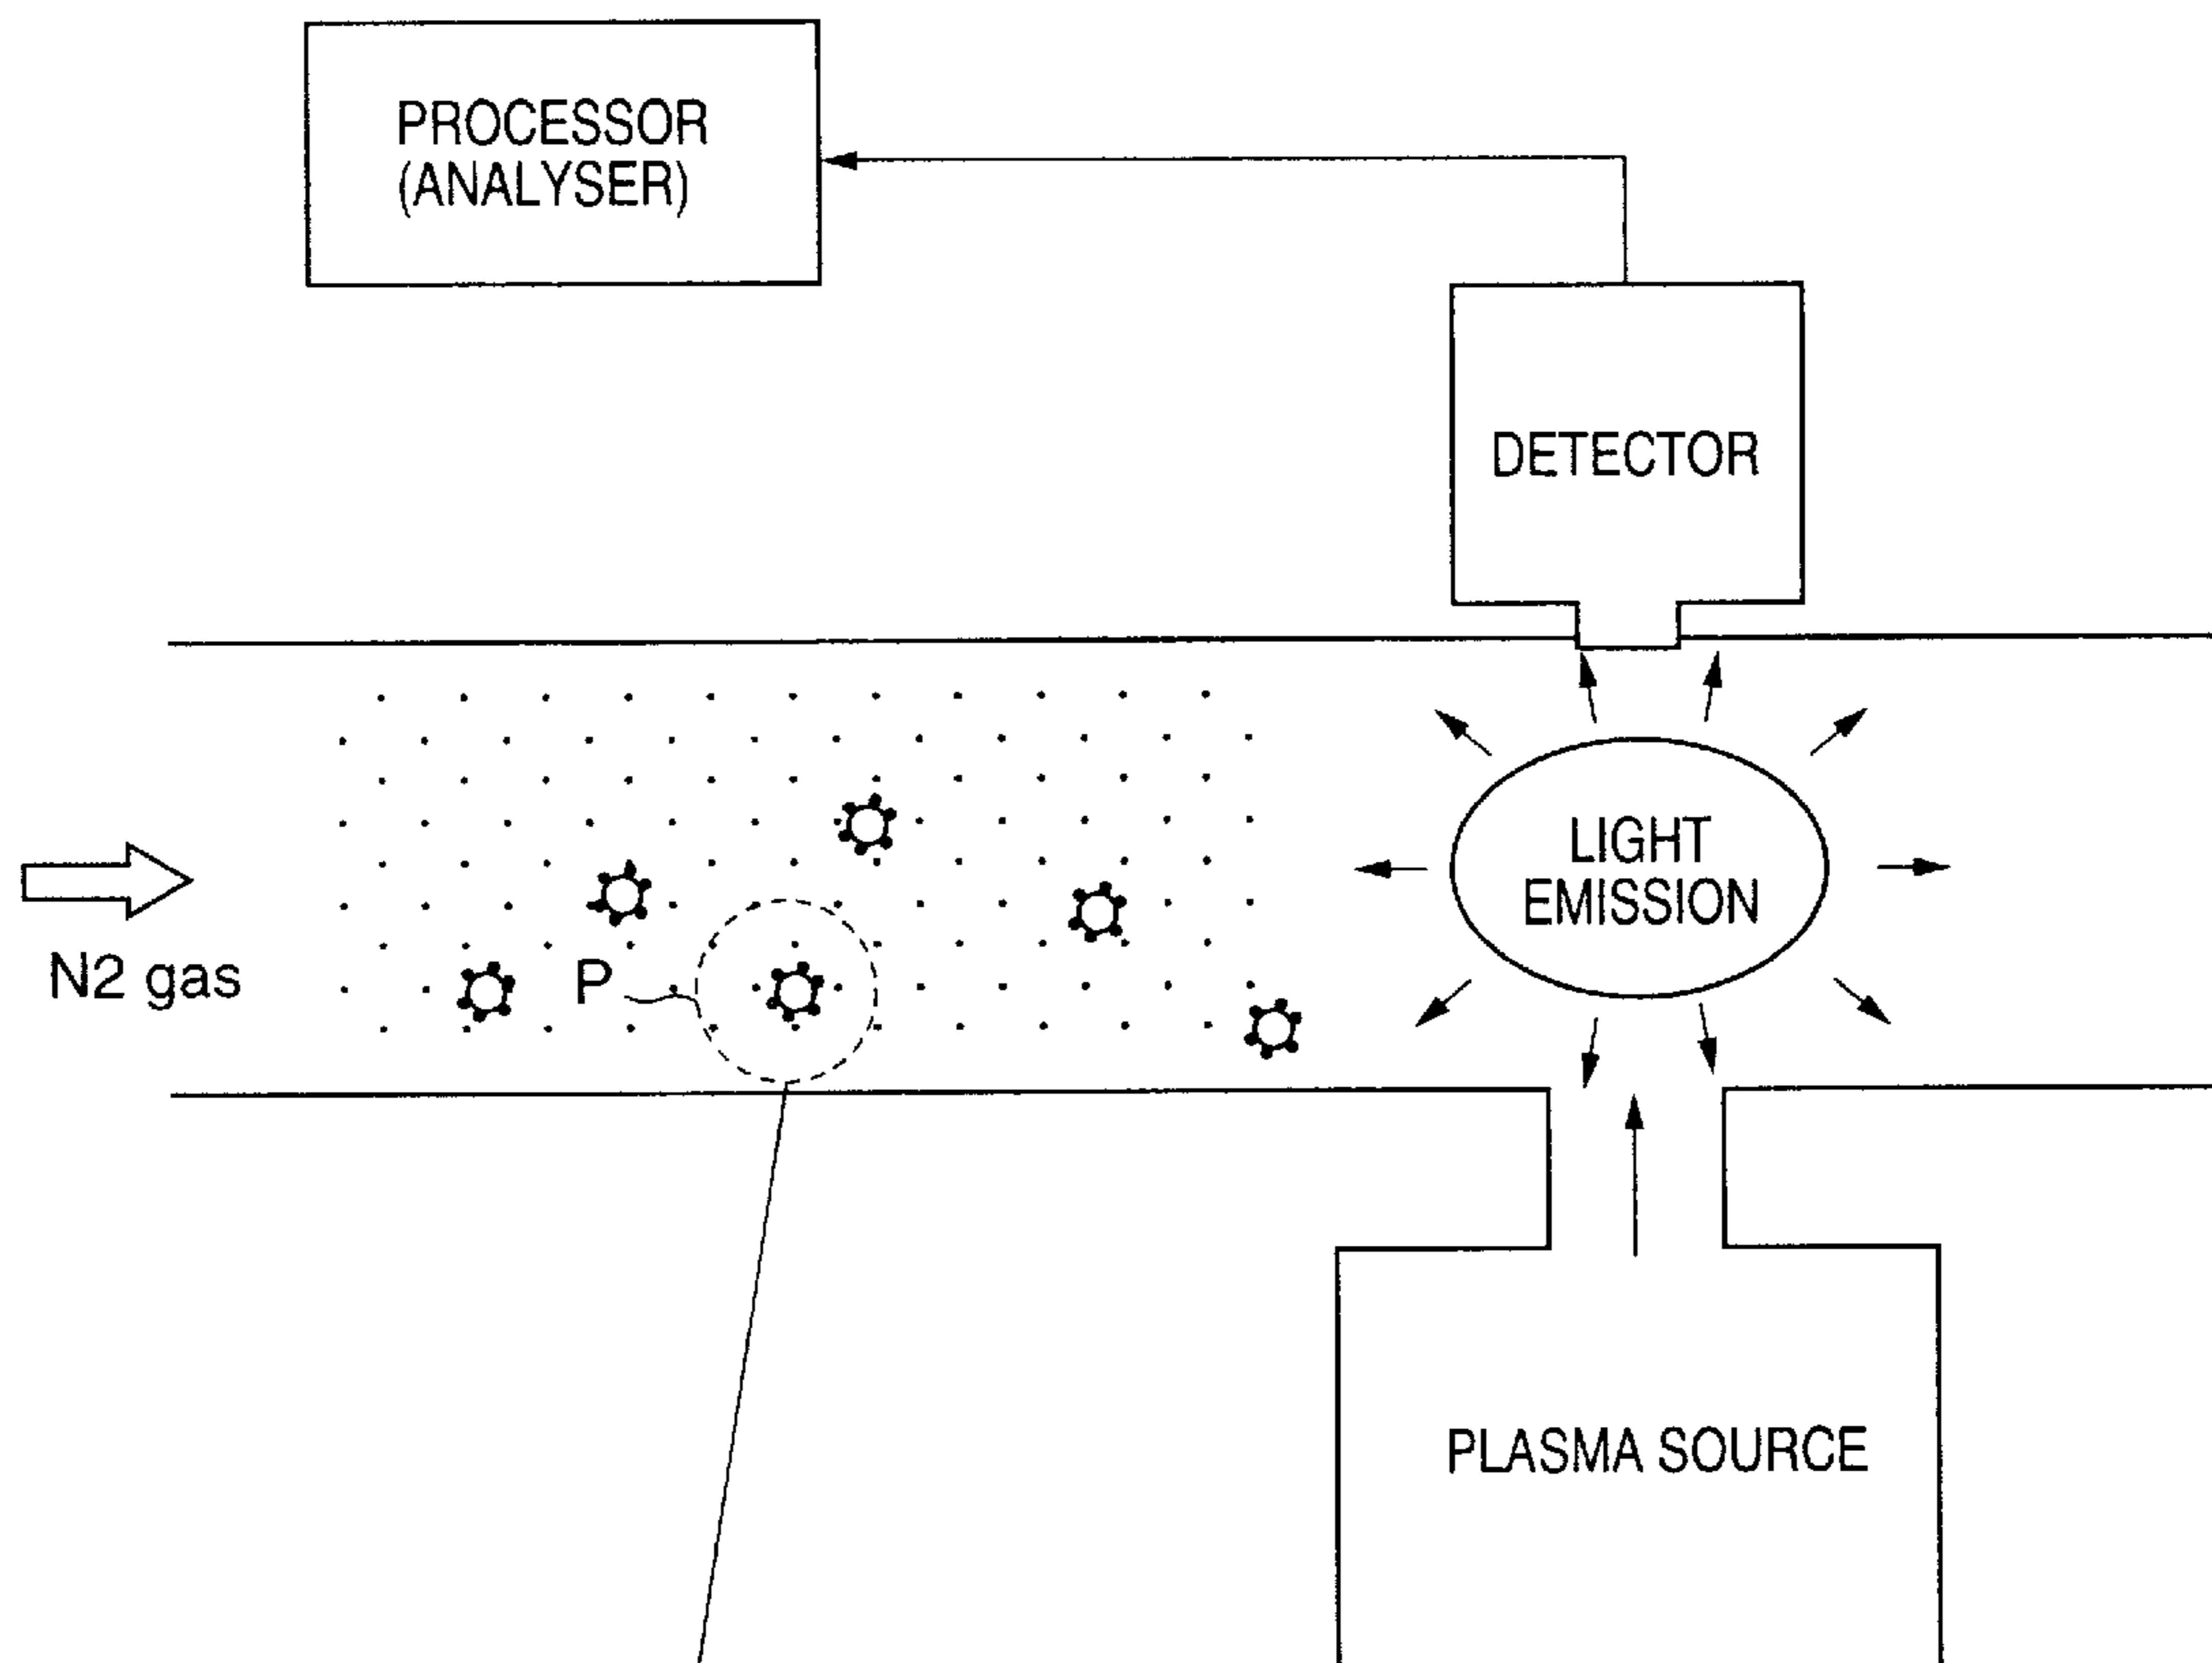 PROCESSOR
(ANALYSER)
DETECTOR
LIGHT
EMISSION
N2 gas
P
PLASMA SOURCE